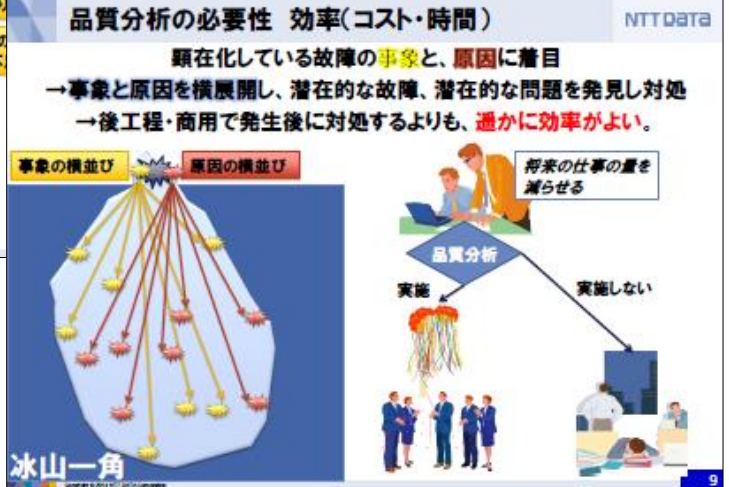 品質分析の必要性 効率(コスト・時間)
NTT DATA
顕在化している故障の事象と、原因に着目
→事象と原因を横展開し、潜在的な故障、潜在的な問題を発見し対処
→後工程・商用で発生後に対処するよりも、遥かに効率がよい。
事象の横並び
原因の横並び
将来の仕事の量を
減らせる
品質分析
実施
実施しない
氷山一角
9